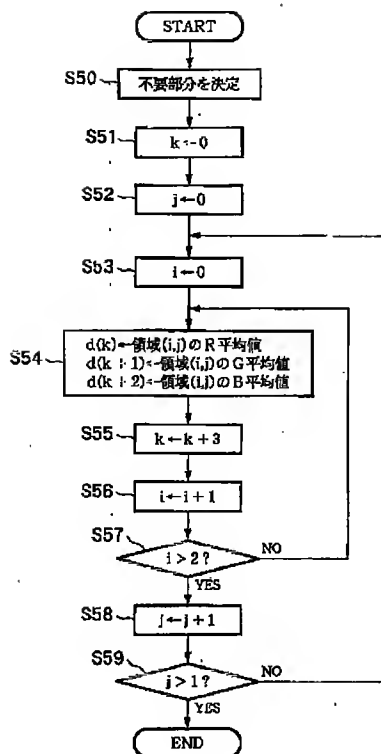 START
S50
不要部分を決定
S51
k←0
S52
j←0
S53
i←0
S54
d(k)←領域(i,j)のR平均値
d(k+1)←領域(i,j)のG平均値
d(k+2)←領域(i,j)のB平均値
S55
k←k+3
S56
i←i+1
S57
i>2?
NO
YES
S58
j←j+1
S59
j>1?
NO
YES
END